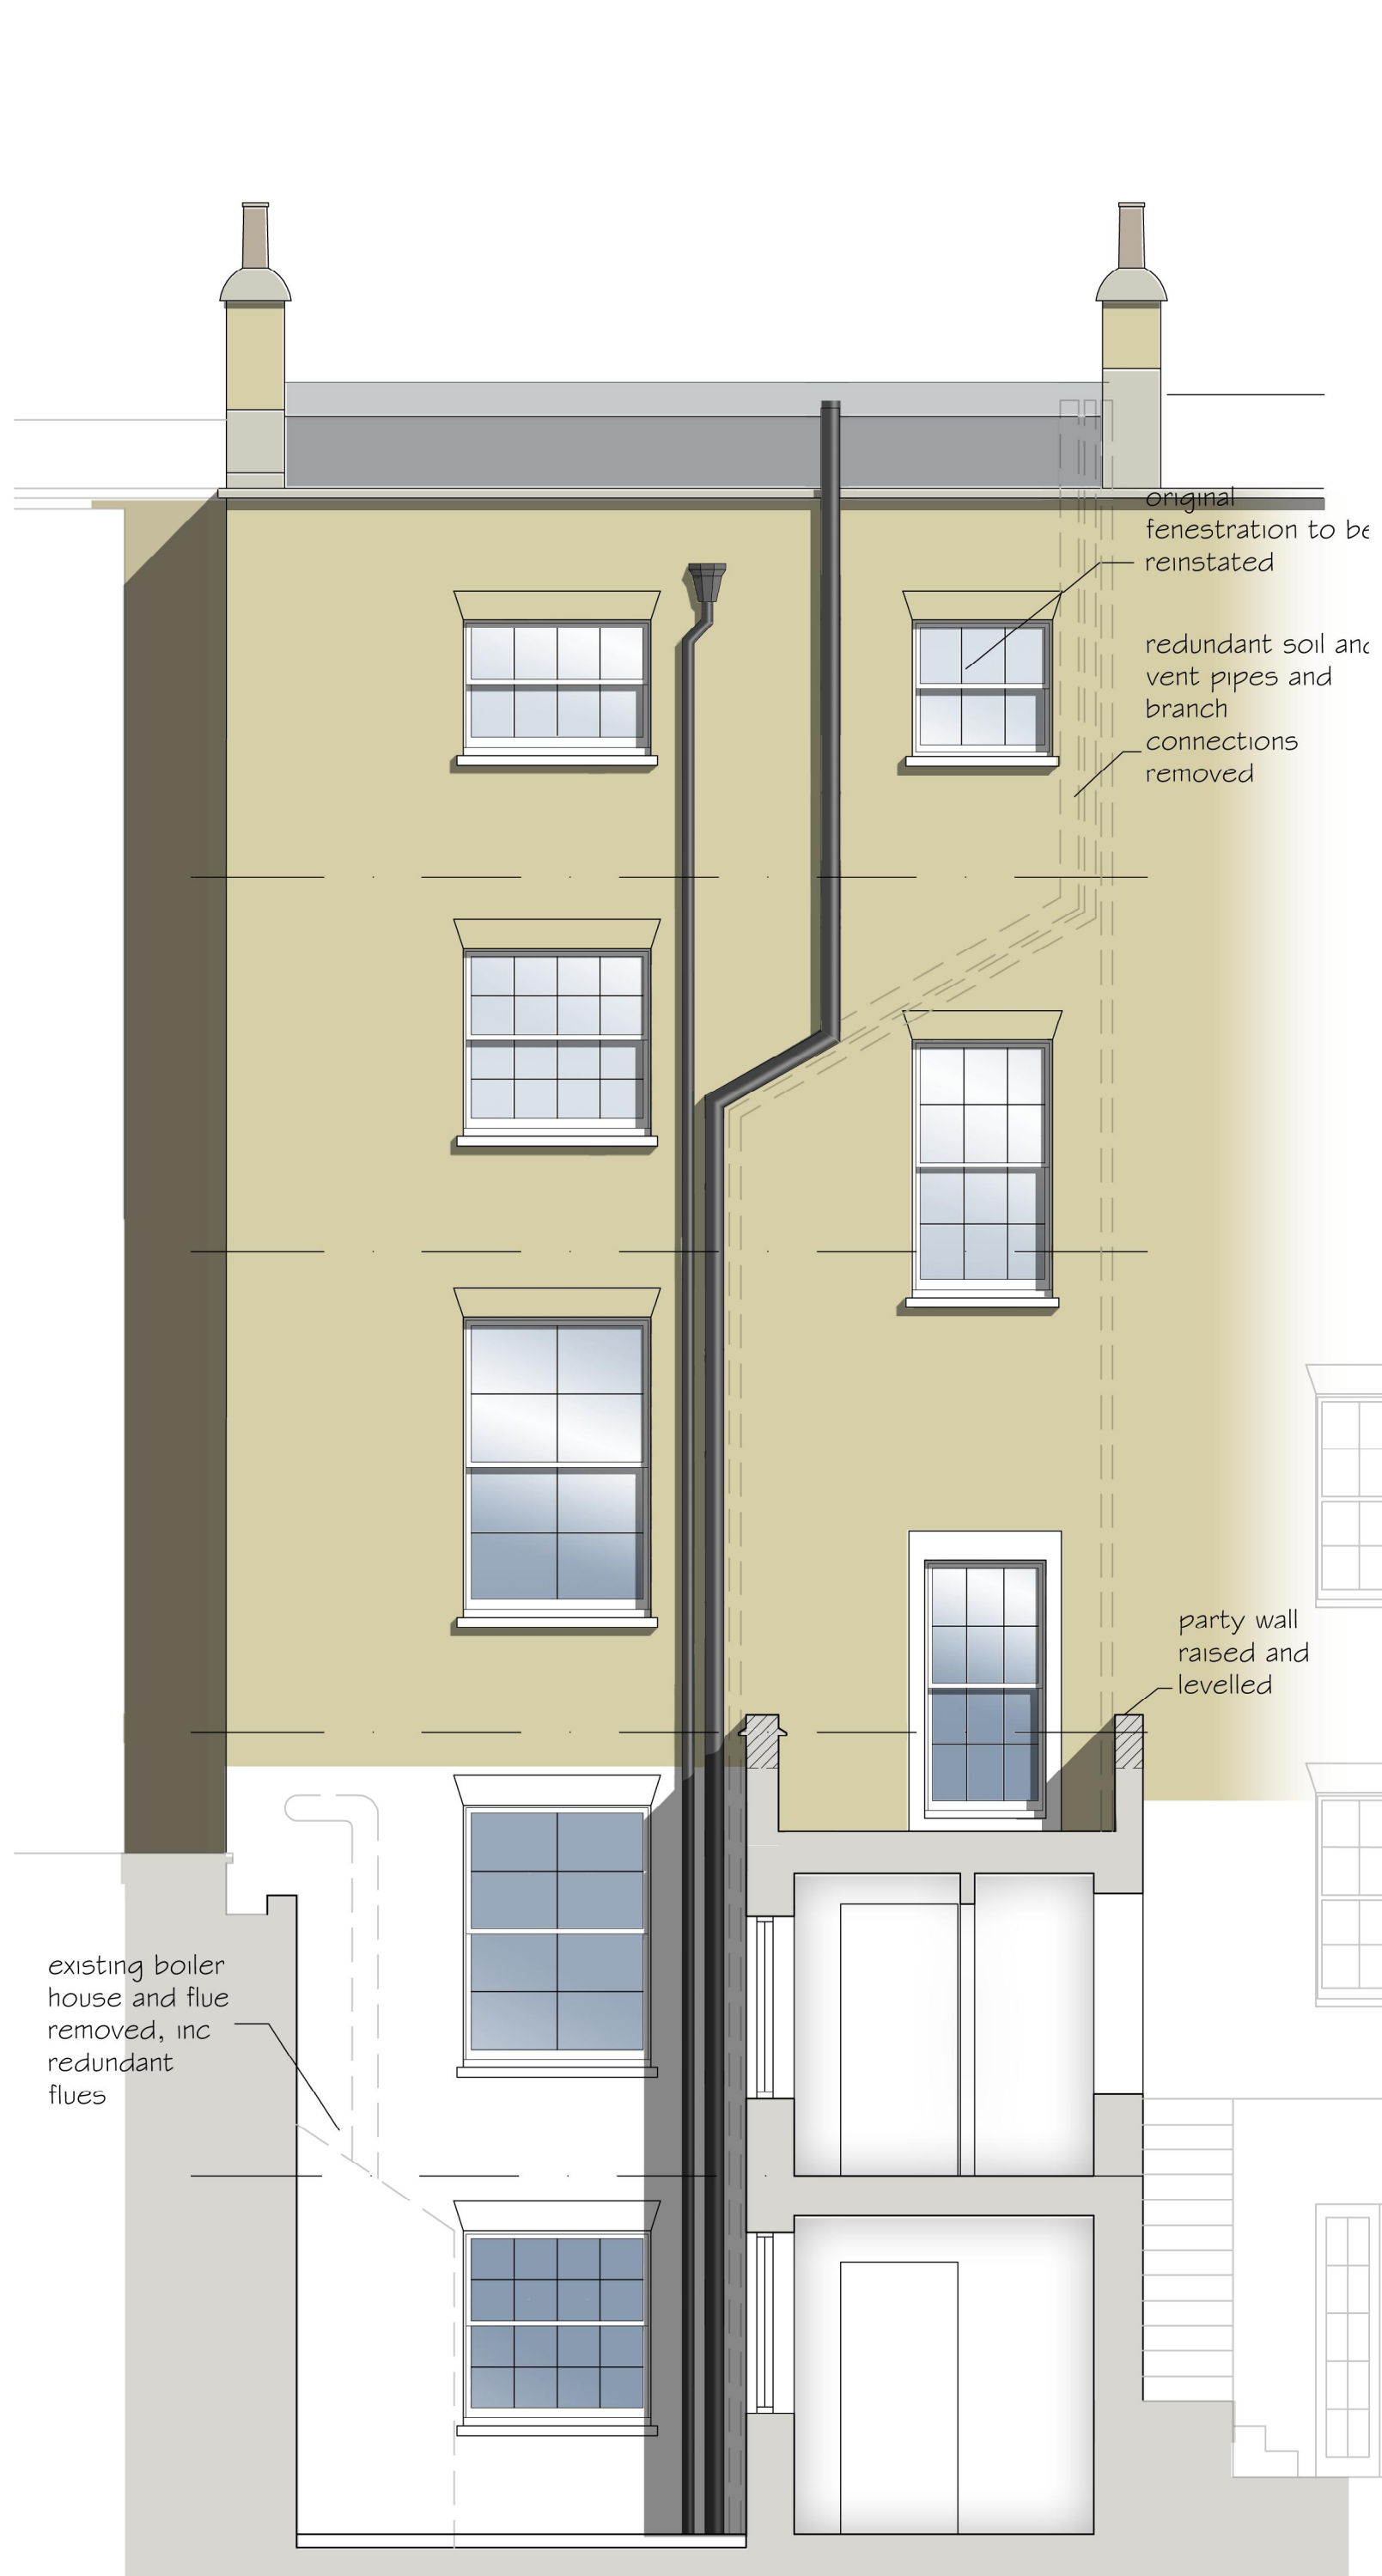 original
fenestration to be
reinstated
redundant soil and
vent pipes and
branch
connections
removed
party wall
raised and
levelled
existing boiler
house and flue
removed, inc
redundant
flues